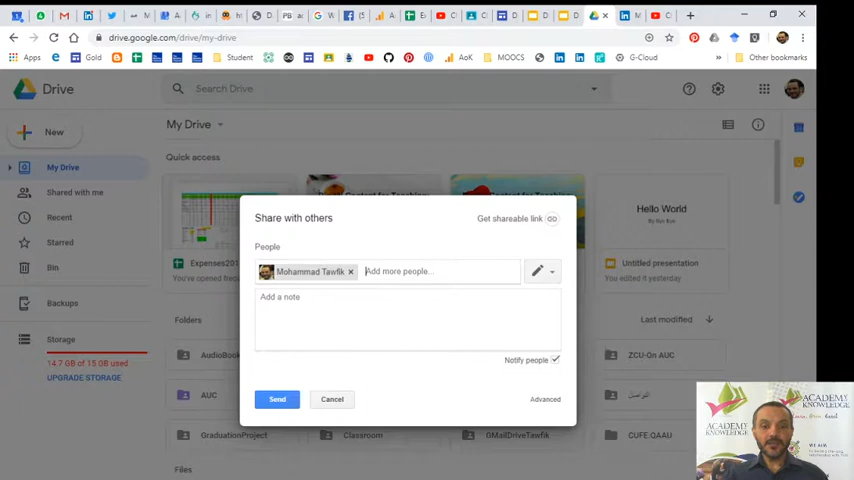 drive.google.com/drive/my-drive
Apps
Gold
Student
MOOCS
AoK
G-Cloud
Other bookmarks
Drive
Search Drive
New
My Drive
My Drive
Quick access
Shared with me
Recent
Starred
Bin
Backups
Storage
14.7 GB of 15 GB used
UPGRADE STORAGE
Hello World
Expenses201
You've opened
Untitled presentation
You edited it yesterday
Share with others
Get shareable link
People
Mohammad Tawfik
Add more people...
Add a note
Notify people
Send
Cancel
Advanced
Folders
Last modified
AudioBook
ZCU-On AUC
AUC
التواصل
GraduationProject
Classroom
GMailDriveTawfik
CUFE QAAU
Files
ACADEMY
KNOWLEDGE
ACADEMY
KNOWLEDGE